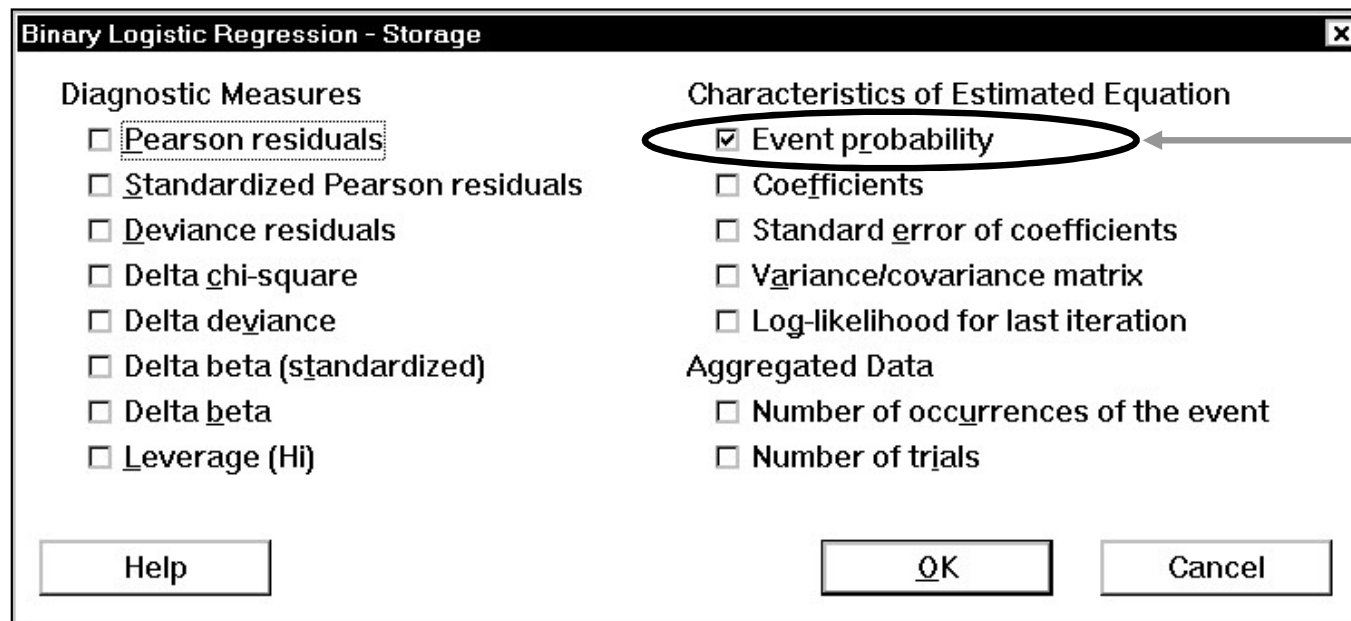 Binary Logistic Regression - Storage
Diagnostic Measures
Pearson residuals
Standardized Pearson residuals
Deviance residuals
Delta chi-square
Delta deviance
Delta beta (standardized)
Delta beta
Leverage (Hi)
Characteristics of Estimated Equation
Event probability
Coefficients
Standard error of coefficients
Variance/covariance matrix
Log-likelihood for last iteration
Aggregated Data
Number of occurrences of the event
Number of trials
Help
OK
Cancel